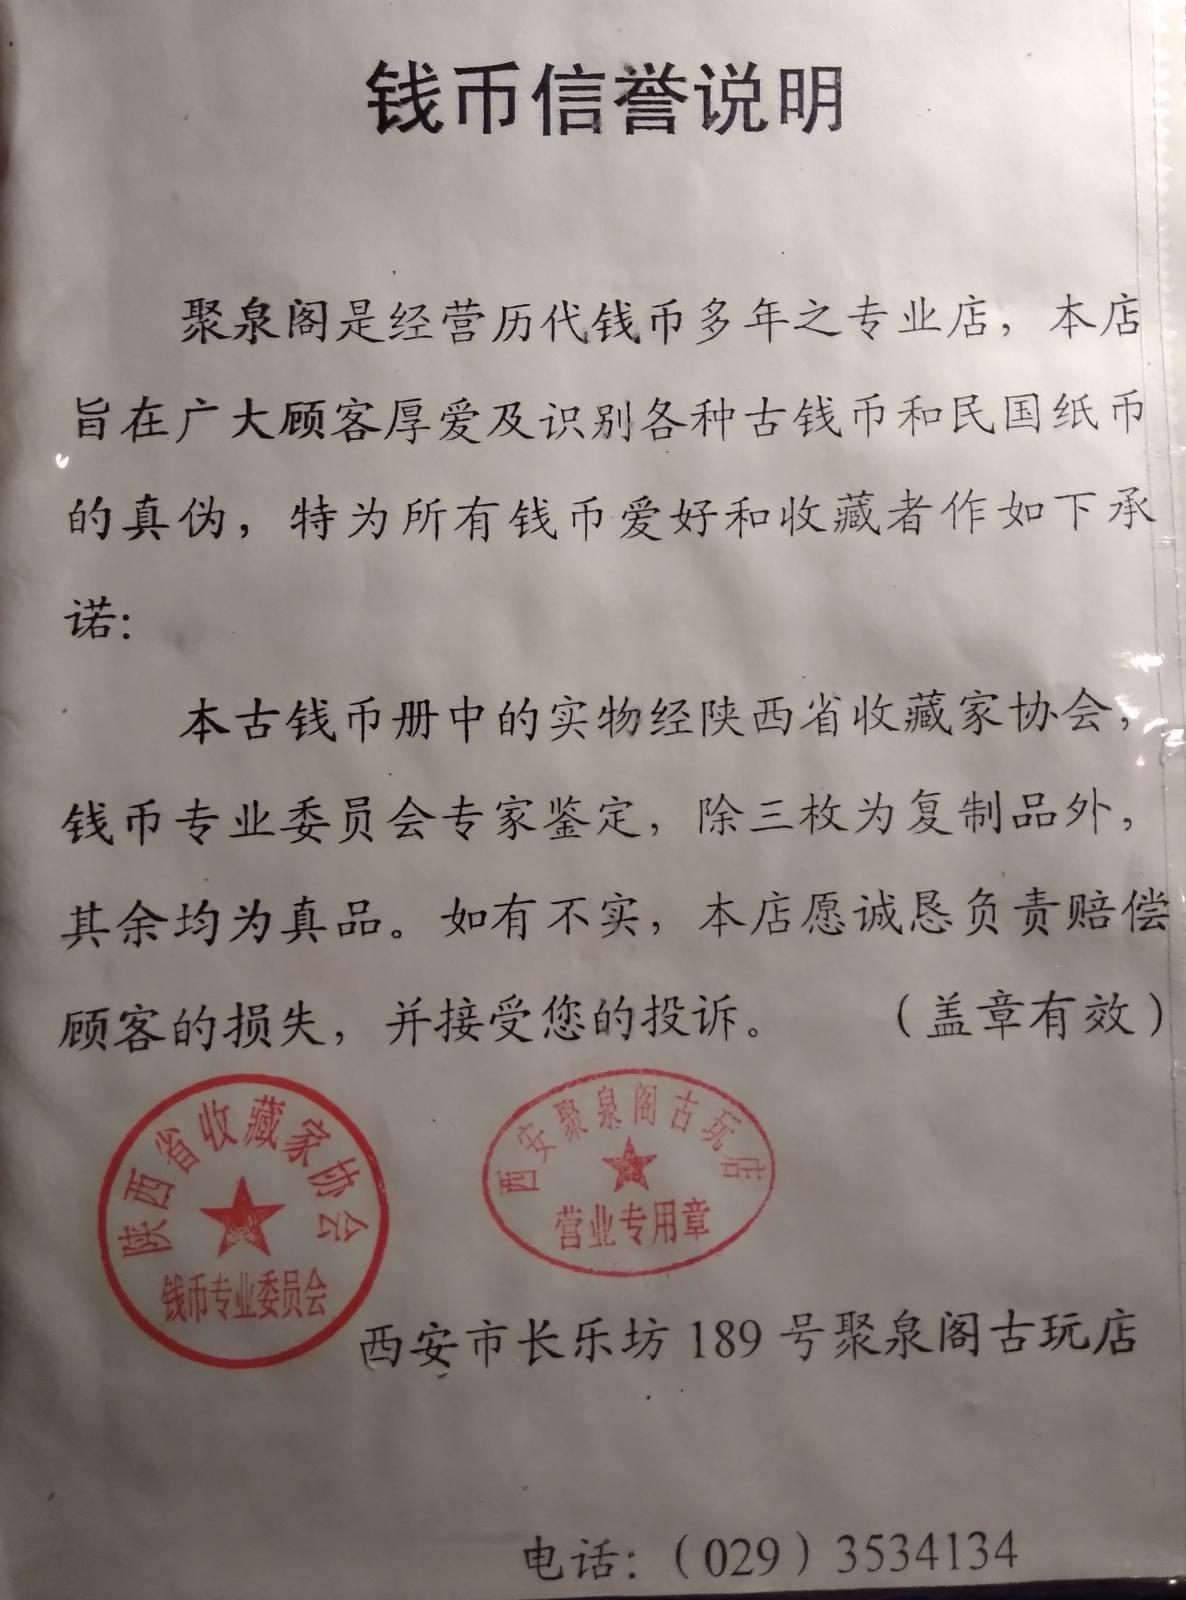 钱币信誉说明
聚泉阁是经营历代钱币多年之专业店，本店
旨在广大顾客厚爱及识别各种古钱币和民国纸币
的真伪，特为所有钱币爱好和收藏者作如下承
诺：
本古钱币册中的实物经陕西省收藏家协会，
钱币专业委员会专家鉴定，除三枚为复制品外，
其余均为真品。如有不实，本店愿诚恳负责赔偿
顾客的损失，并接受您的投诉。 （盖章有效）
陕西省收藏家协会
钱币专业委员会
西安聚泉阁古玩店
营业专用章
西安市长乐坊 189 号聚泉阁古玩店
电话：（029）3534134